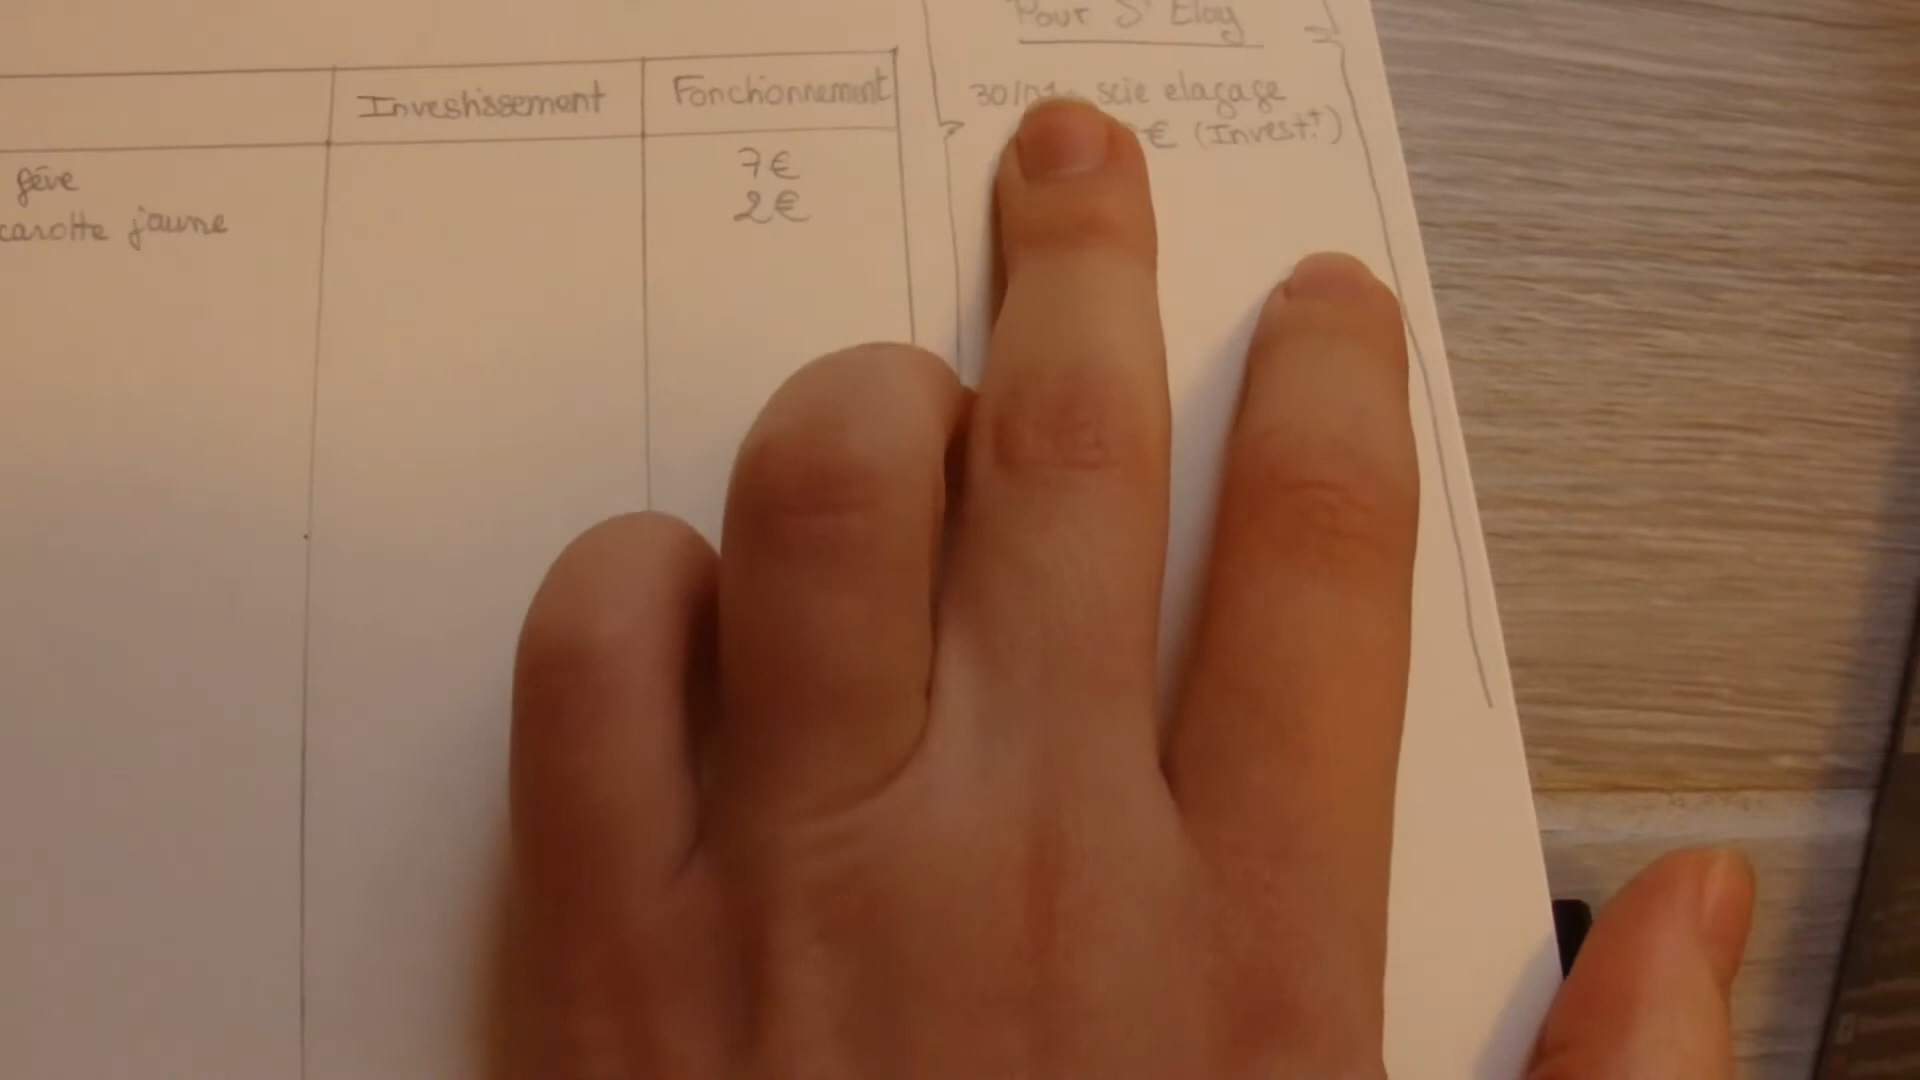 Pour St Eloy
Investissement
Fonctionnement
30/01 scie elagage
€ (Invest.t)
fève
7€
carotte jaune
2€